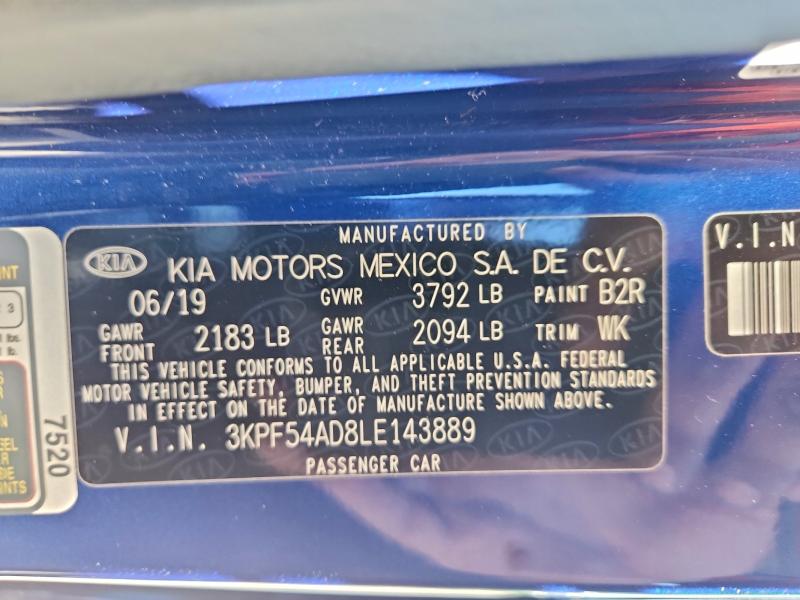 MANUFACTURED BY
KIA
KIA MOTORS MEXICO S.A. DE C.V.
06/19 GVWR 3792 LB PAINT B2R
GAWR FRONT 2183 LB GAWR REAR 2094 LB TRIM WK
THIS VEHICLE CONFORMS TO ALL APPLICABLE U.S.A. FEDERAL
MOTOR VEHICLE SAFETY, BUMPER, AND THEFT PREVENTION STANDARDS
IN EFFECT ON THE DATE OF MANUFACTURE SHOWN ABOVE.
V.I.N. 3KPF54AD8LE143889
PASSENGER CAR
7520
V.I.N